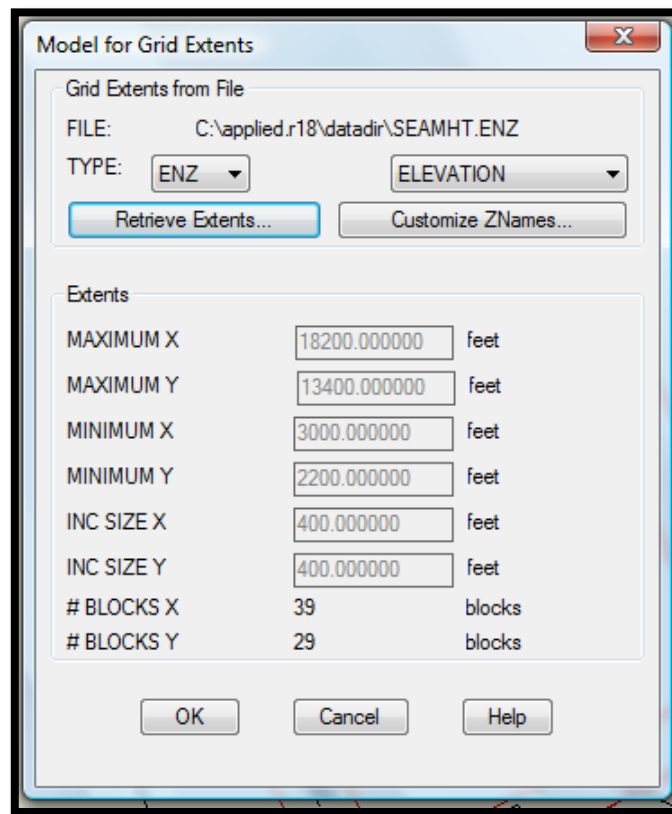 Model for Grid Extents
Grid Extents from File
FILE: C:\applied.r18\datadir\SEAMHT.ENZ
TYPE: ENZ ELEVATION
Retrieve Extents... Customize ZNames...
Extents
MAXIMUM X 18200.000000 feet
MAXIMUM Y 13400.000000 feet
MINIMUM X 3000.000000 feet
MINIMUM Y 2200.000000 feet
INC SIZE X 400.000000 feet
INC SIZE Y 400.000000 feet
# BLOCKS X 39 blocks
# BLOCKS Y 29 blocks
OK Cancel Help